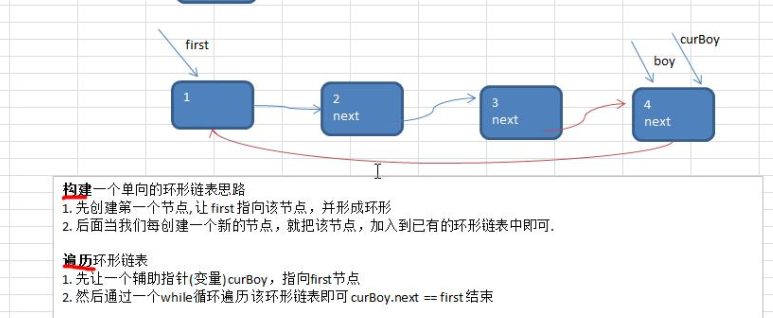 first
curBoy
boy
1
2
next
3
next
4
next
构建一个单向的环形链表思路
1. 先创建第一个节点, 让 first 指向该节点，并形成环形
2. 后面当我们每创建一个新的节点，就把该节点，加入到已有的环形链表中即可.
遍历环形链表
1. 先让一个辅助指针(变量) curBoy，指向first节点
2. 然后通过一个while循环遍历该环形链表即可 curBoy.next == first 结束